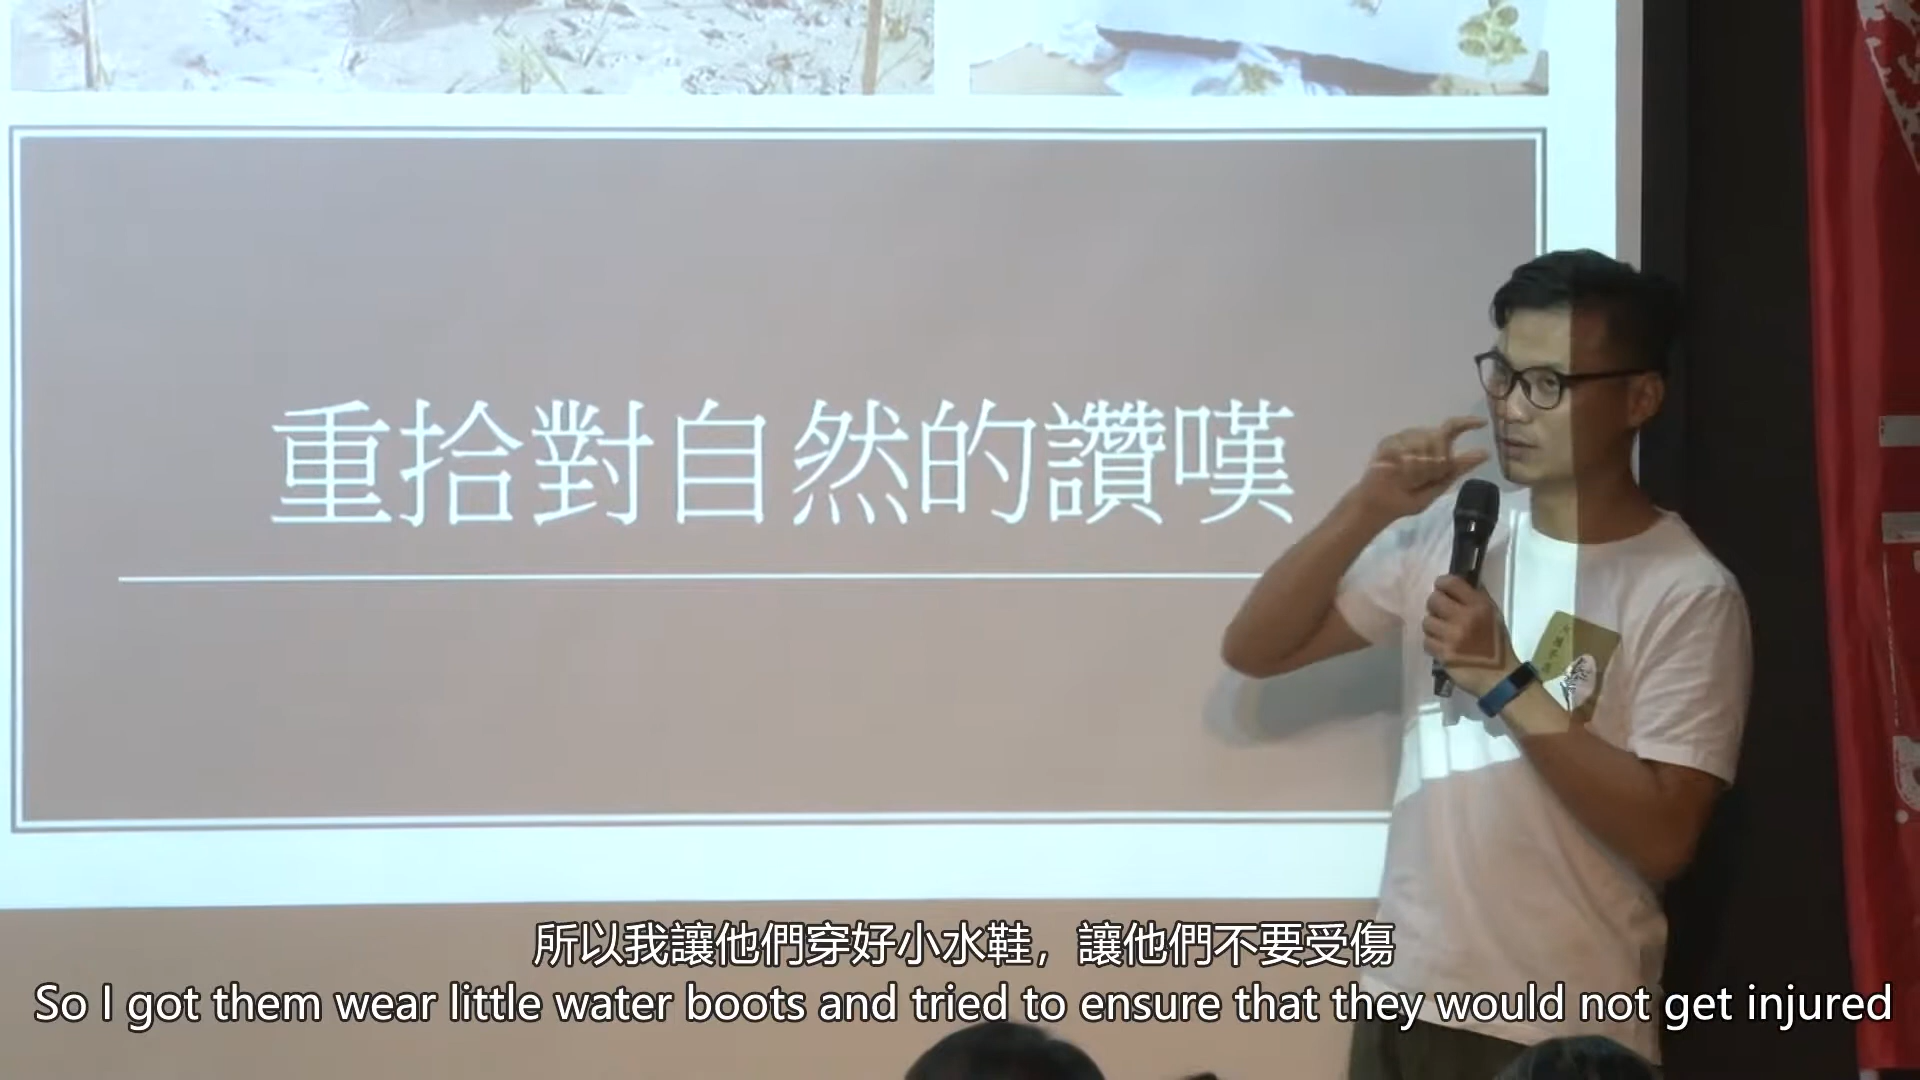 重拾對自然的讚嘆
所以我讓他們穿好小水鞋，讓他們不要受傷
So I got them wear little water boots and tried to ensure that they would not get injured